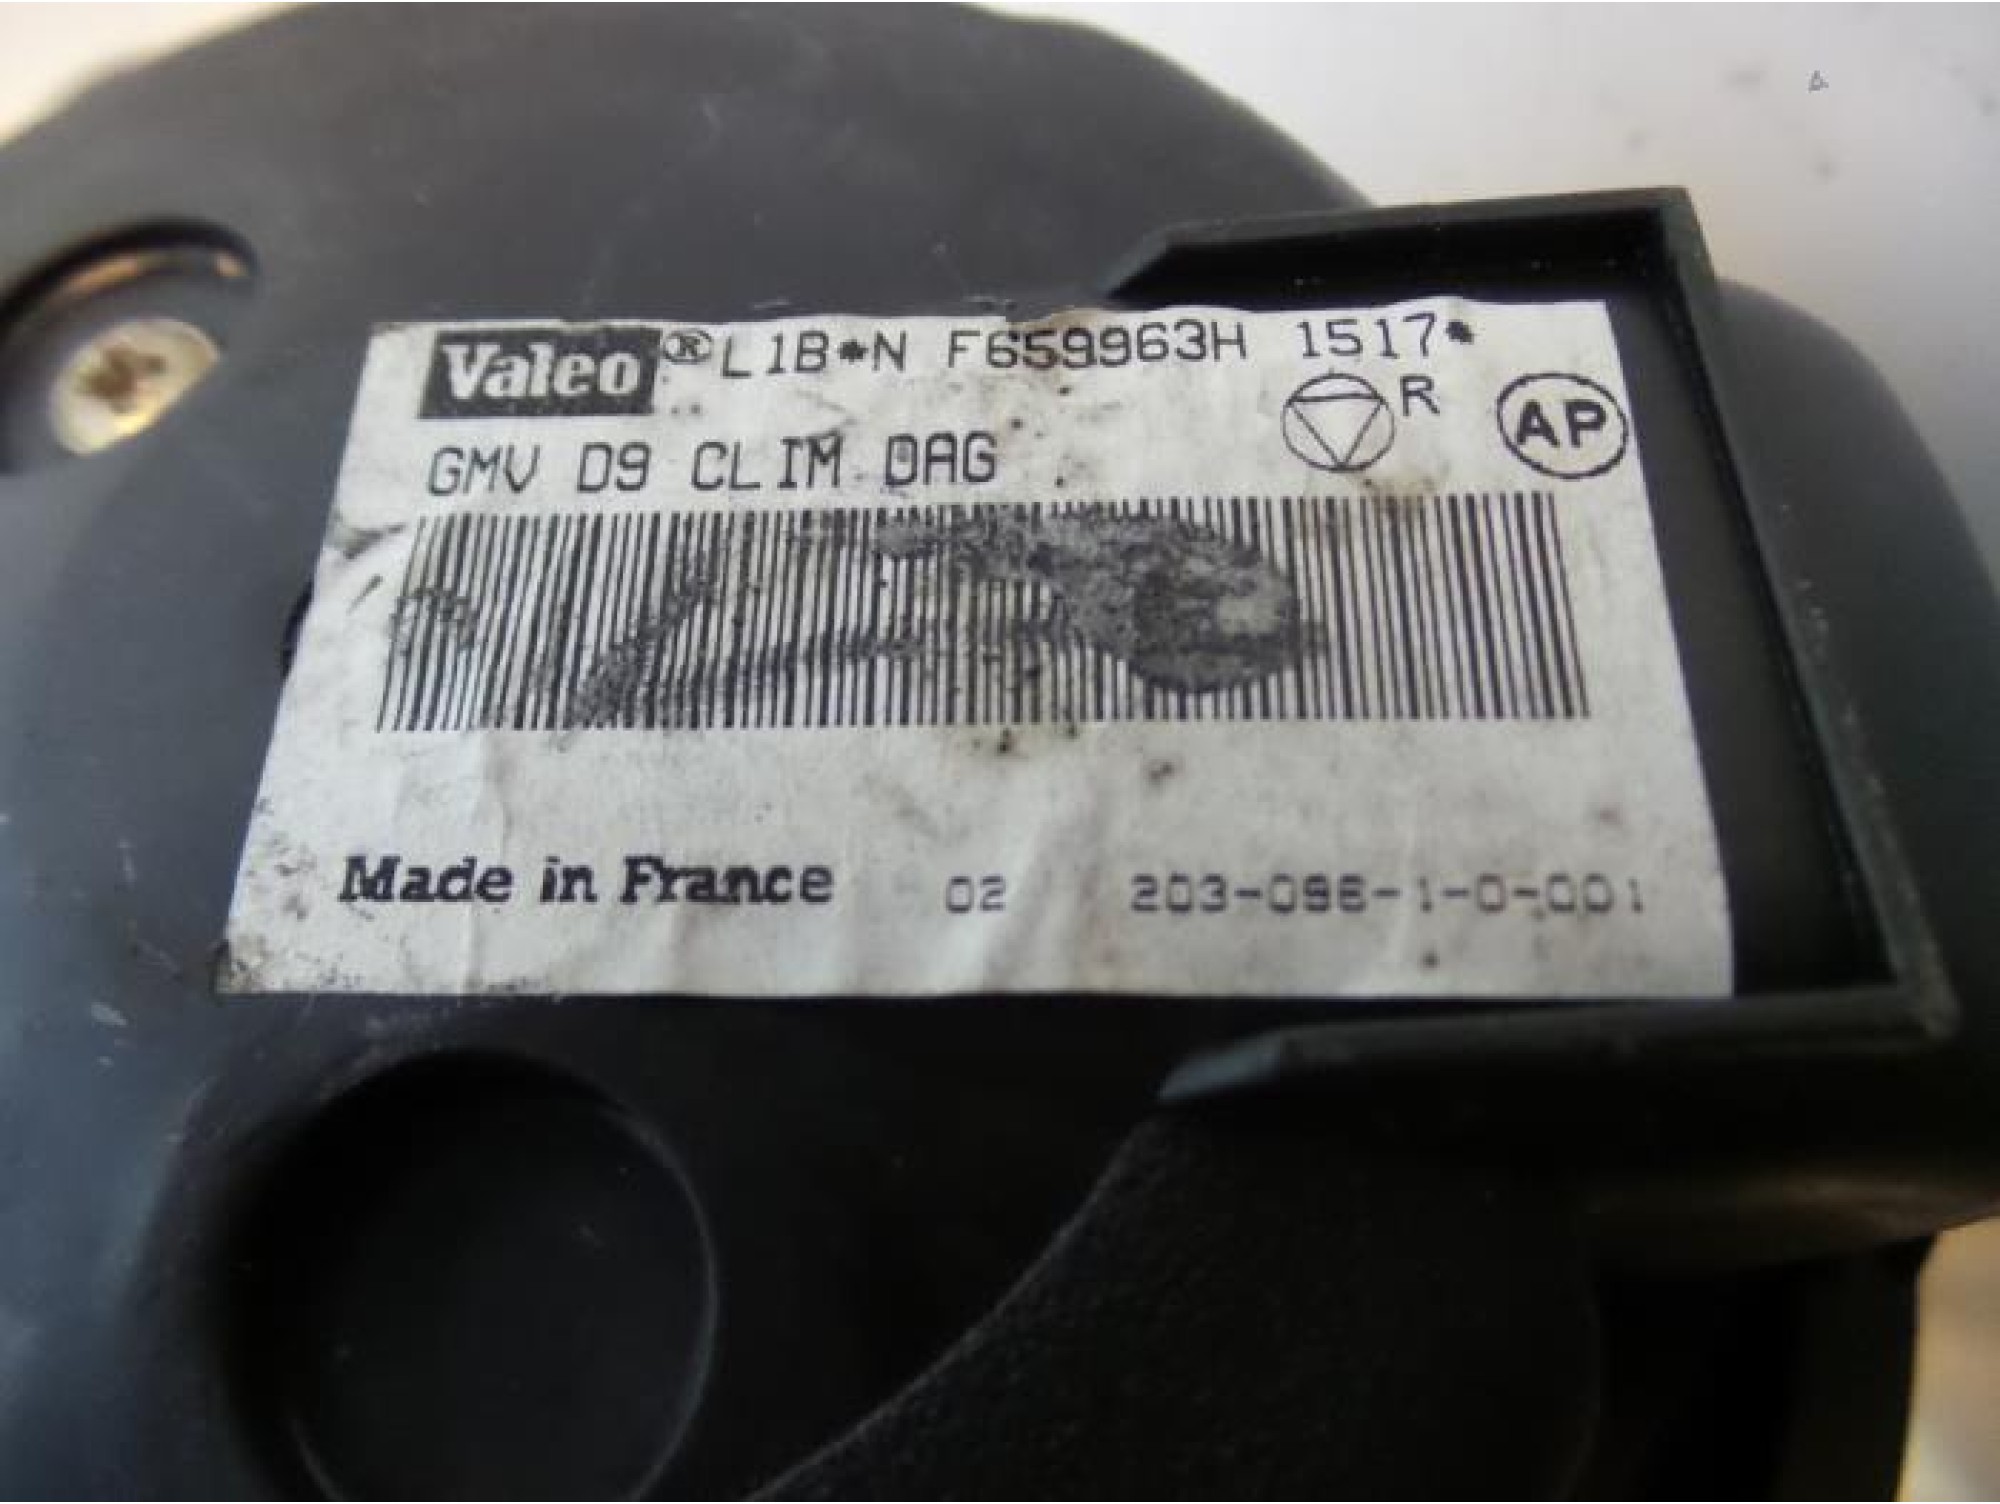 Valeo® L1B*N F659963H 1517*
R AP
GMV D9 CLIM DAG
Made in France 02 203-096-1-0-001